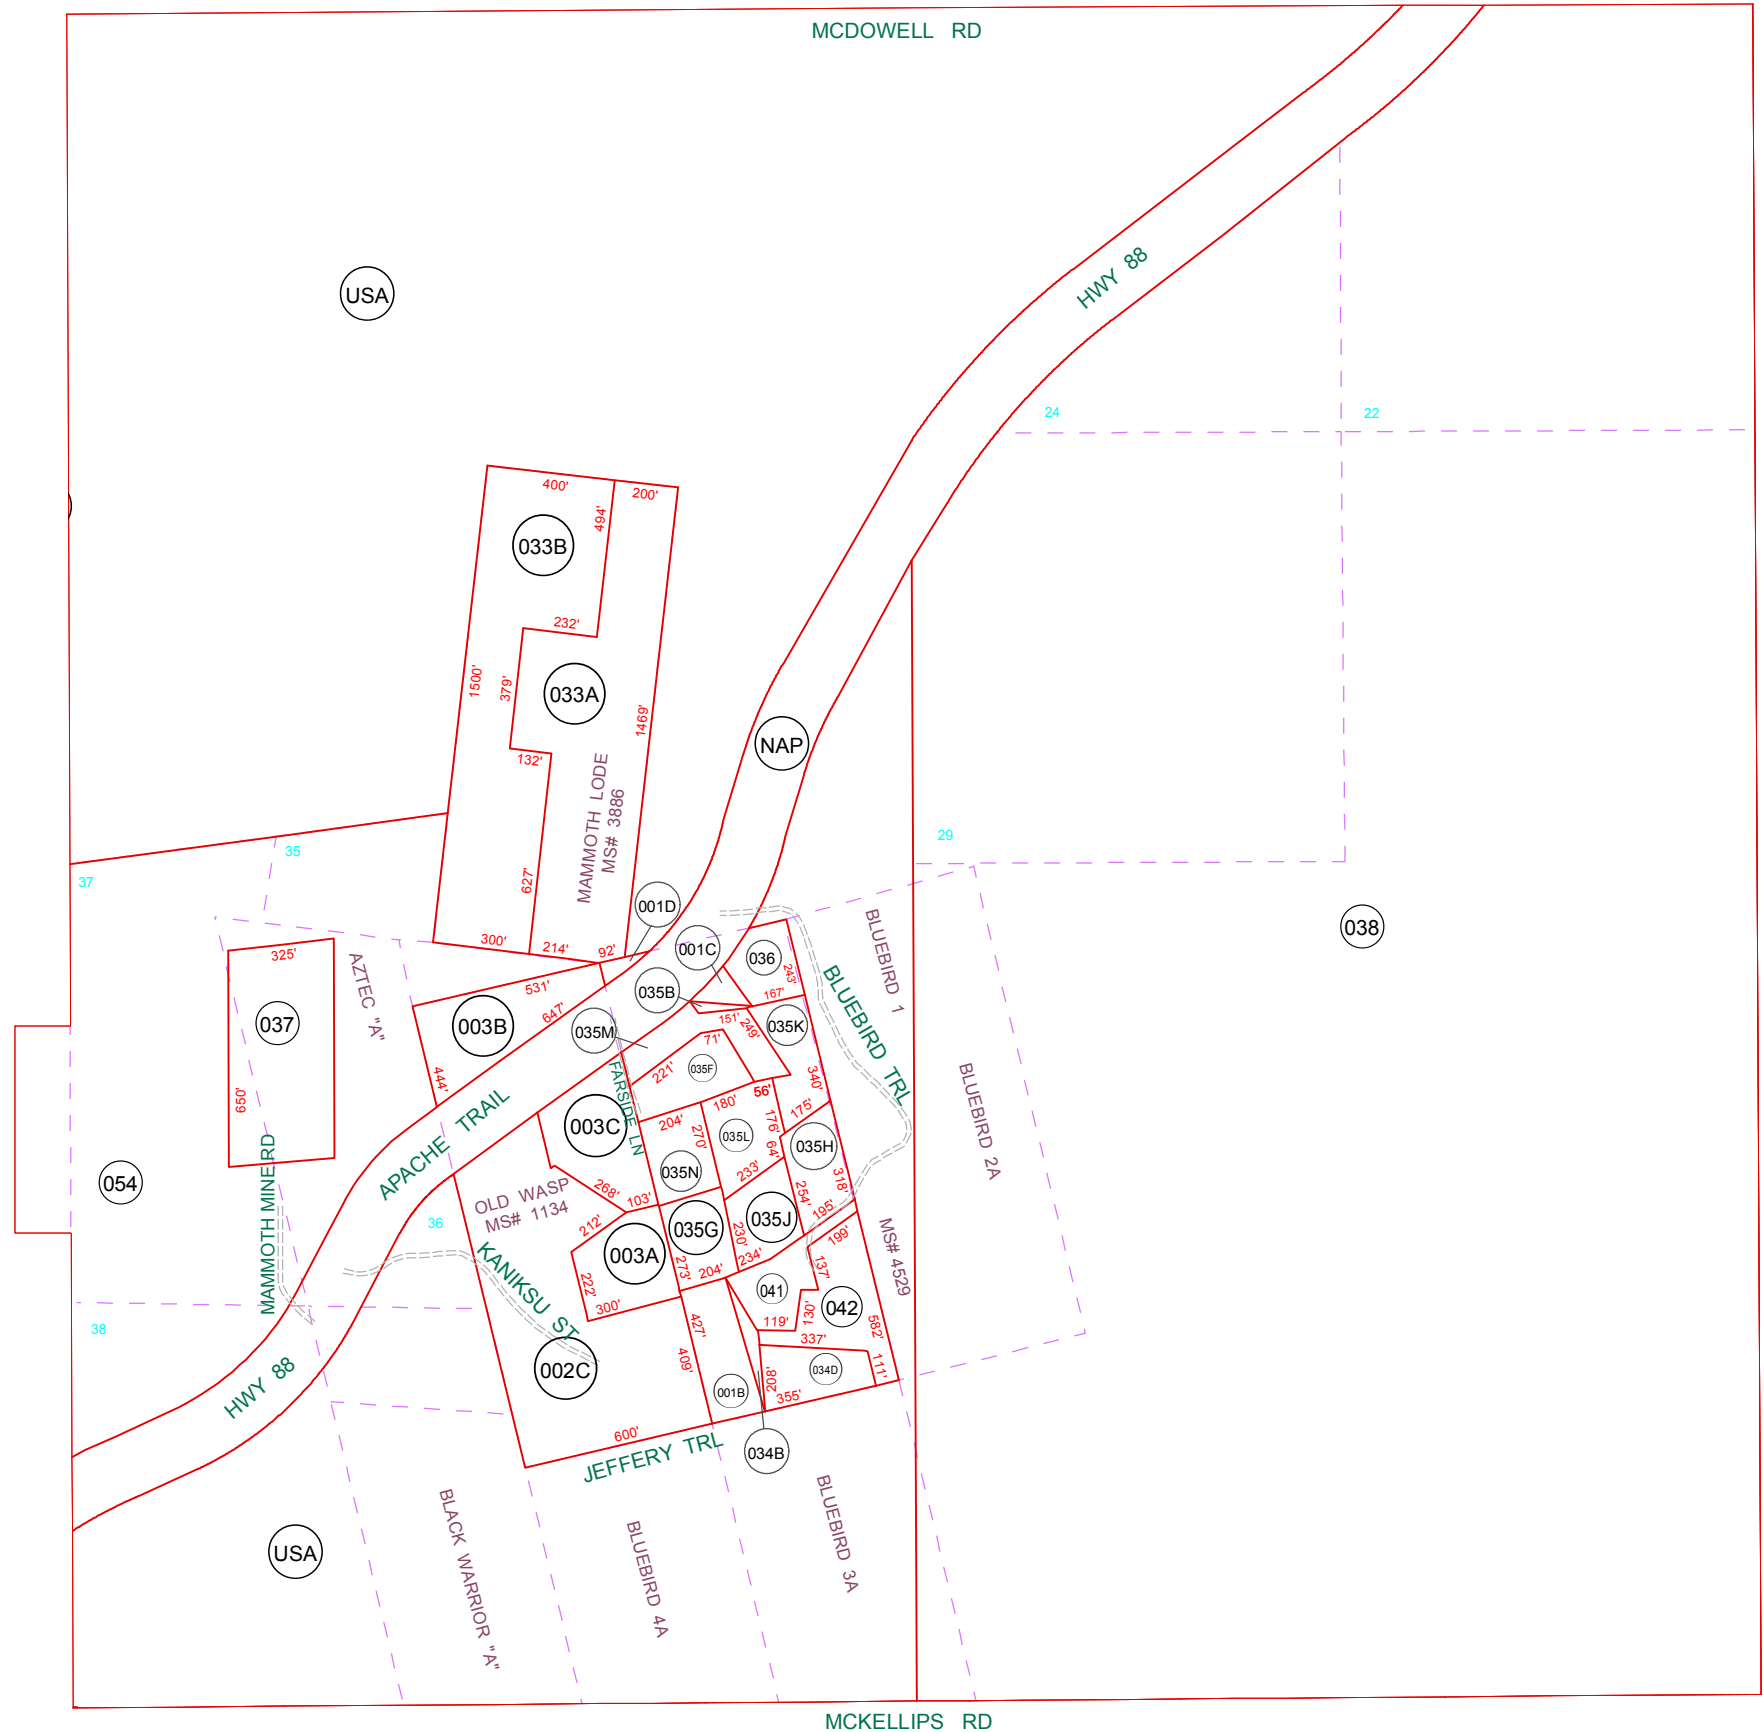 MCDOWELL RD
USA
HWY 88
24
22
400'
200'
494'
033B
232'
1500'
379'
033A
1469'
132'
NAP
MAMMOTH LODE
MS# 3886
35
29
37
627'
001D
300'
214'
92'
001C
036
243'
038
BLUEBIRD 1
325'
AZTEC "A"
531'
035B
167'
BLUEBIRD TRL
037
003B
647'
035M
151'
249'
035K
71'
221'
035F
444'
FARSIDE LN
340'
BLUEBIRD 2A
650'
56'
180'
175'
APACHE TRAIL
003C
204'
270'
035L
176'
64'
035H
MAMMOTH MINE RD
054
035N
233'
318'
268'
103'
254'
195'
OLD WASP
MS# 1134
36
212'
035G
035J
230'
199'
MS# 4529
KANIKSU ST
003A
273'
204'
234'
137'
222'
300'
041
042
130'
38
427'
119'
337'
582'
409'
HWY 88
002C
001B
208'
034D
111'
355'
600'
JEFFERY TRL
034B
USA
BLACK WARRIOR "A"
BLUEBIRD 4A
BLUEBIRD 3A
MCKELLIPS RD